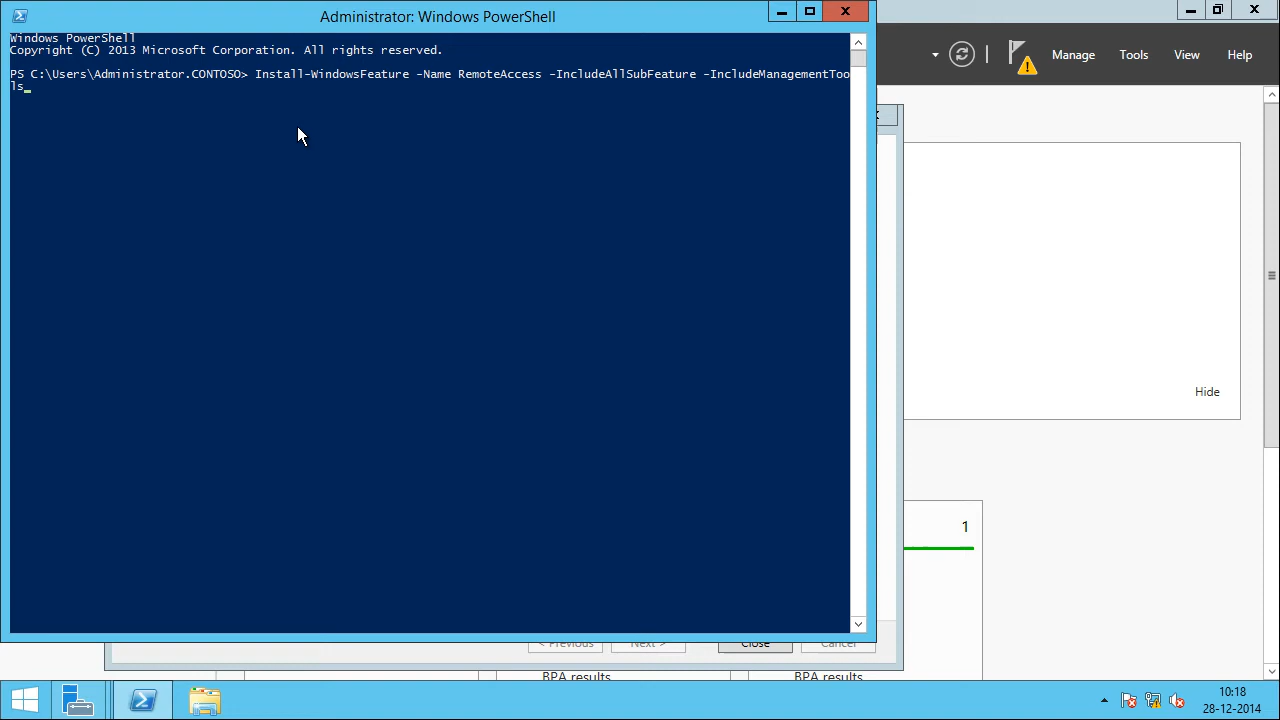 Administrator: Windows PowerShell
Windows PowerShell
Copyright (C) 2013 Microsoft Corporation. All rights reserved.
PS C:\Users\Administrator.CONTOSO> Install-WindowsFeature -Name RemoteAccess -IncludeAllSubFeature -IncludeManagementToo
ls_
Manage Tools View Help
Hide
1
< Previous Next > Close Cancel
BPA results BPA results
10:18
28-12-2014